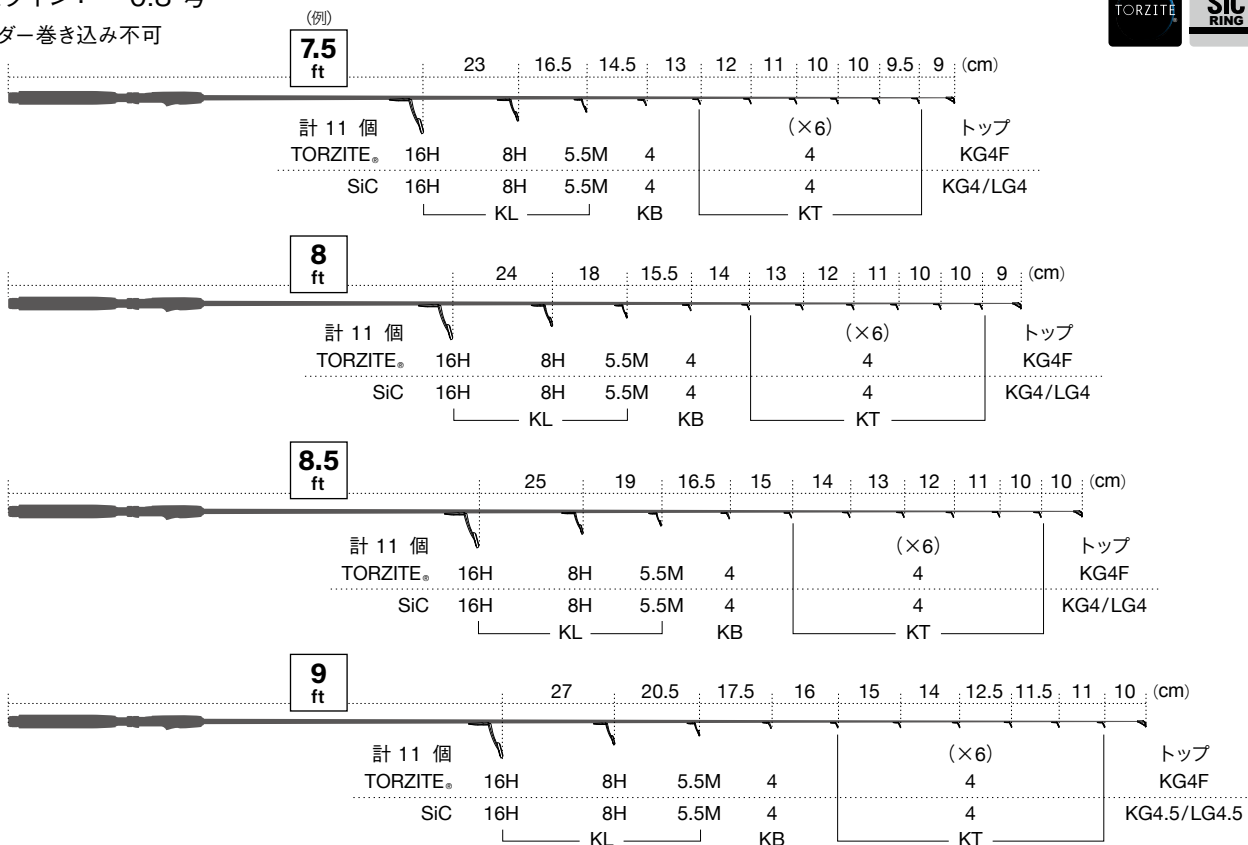 0.8 号
ダー巻き込み不可
TORZITE
SiC
RING
(例)
7.5
ft
23 16.5 14.5 13 12 11 10 10 9.5 9 (cm)
計 11 個 (×6) トップ
TORZITE® 16H 8H 5.5M 4 4 KG4F
SiC 16H 8H 5.5M 4 4 KG4/LG4
KL KB KT
8
ft
24 18 15.5 14 13 12 11 10 10 9 (cm)
計 11 個 (×6) トップ
TORZITE® 16H 8H 5.5M 4 4 KG4F
SiC 16H 8H 5.5M 4 4 KG4/LG4
KL KB KT
8.5
ft
25 19 16.5 15 14 13 12 11 10 10 (cm)
計 11 個 (×6) トップ
TORZITE® 16H 8H 5.5M 4 4 KG4F
SiC 16H 8H 5.5M 4 4 KG4/LG4
KL KB KT
9
ft
27 20.5 17.5 16 15 14 12.5 11.5 11 10 (cm)
計 11 個 (×6) トップ
TORZITE® 16H 8H 5.5M 4 4 KG4F
SiC 16H 8H 5.5M 4 4 KG4.5/LG4.5
KL KB KT